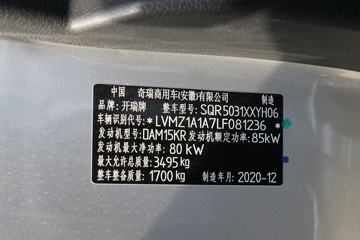 中国 奇瑞商用车(安徽)有限公司 制造
品牌: 开瑞牌 整车型号: SQR5031XXYH06
车辆识别代号: *LVMZ1A1A7LF081236*
发动机型号: DAM15KR 发动机额定功率: 85kW
发动机最大净功率: 80 kW
最大允许总质量: 3495 kg
整车整备质量: 1700 kg 制造年月: 2020-12